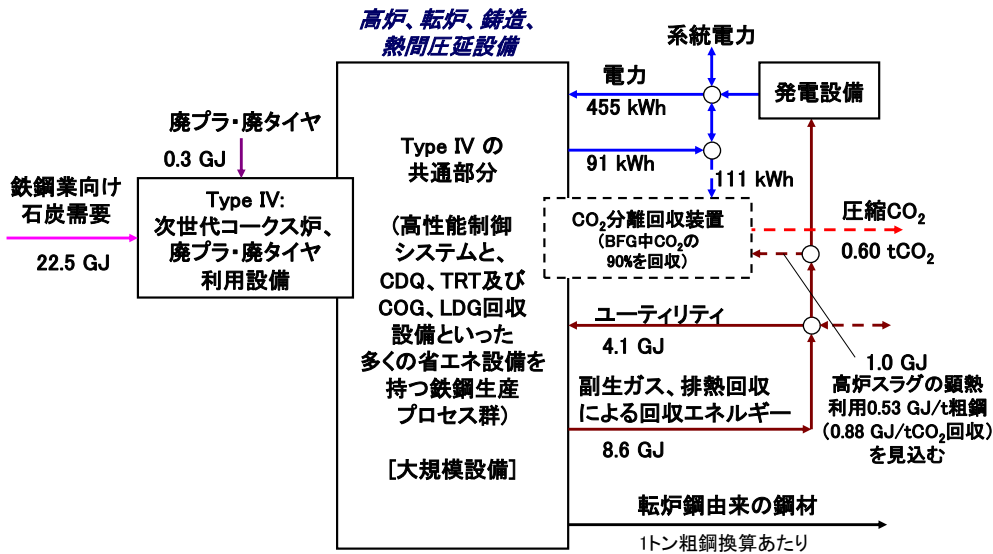 高炉、転炉、鋳造、
熱間圧延設備
系統電力
電力
455 kWh
発電設備
廃プラ・廃タイヤ
0.3 GJ
鉄鋼業向け
石炭需要
22.5 GJ
Type IV:
次世代コークス炉、
廃プラ・廃タイヤ
利用設備
Type IV の
共通部分
(高性能制御
システムと、
CDQ、TRT及び
COG、LDG回収
設備といった
多くの省エネ設備を
持つ鉄鋼生産
プロセス群)
[大規模設備]
91 kWh
111 kWh
CO₂分離回収装置
(BFG中CO₂の
90%を回収)
圧縮CO₂
0.60 tCO₂
ユーティリティ
4.1 GJ
1.0 GJ
高炉スラグの顕熱
利用0.53 GJ/t粗鋼
(0.88 GJ/tCO₂回収)
を見込む
副生ガス、排熱回収
による回収エネルギー
8.6 GJ
転炉鋼由来の鋼材
1トン粗鋼換算あたり